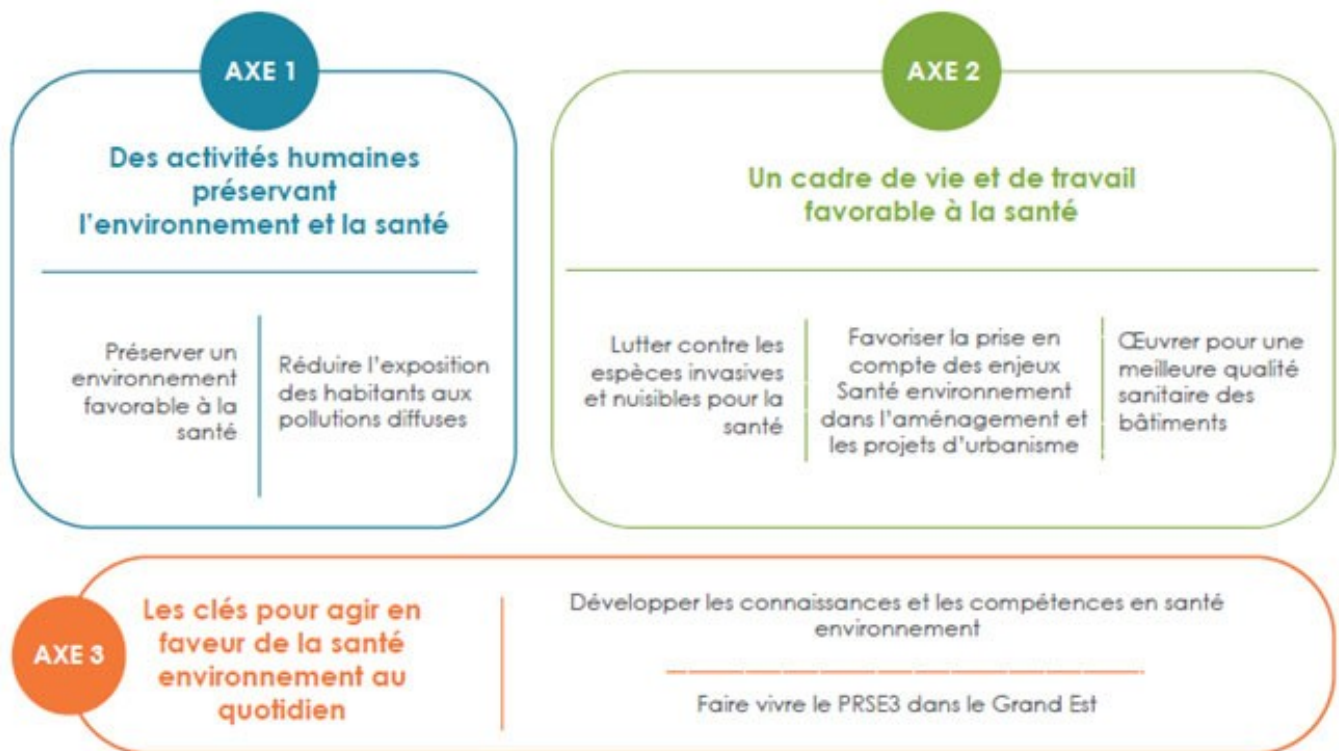 AXE 1
Des activités humaines
préservant
l'environnement et la santé
Préserver un
environnement
favorable à la
santé
Réduire l'exposition
des habitants aux
pollutions diffuses
AXE 2
Un cadre de vie et de travail
favorable à la santé
Lutter contre les
espèces invasives
et nuisibles pour la
santé
Favoriser la prise en
compte des enjeux
Santé environnement
dans l'aménagement et
les projets d'urbanisme
Œuvrer pour une
meilleure qualité
sanitaire des
bâtiments
AXE 3
Les clés pour agir en
faveur de la santé
environnement au
quotidien
Développer les connaissances et les compétences en santé
environnement
Faire vivre le PRSE3 dans le Grand Est